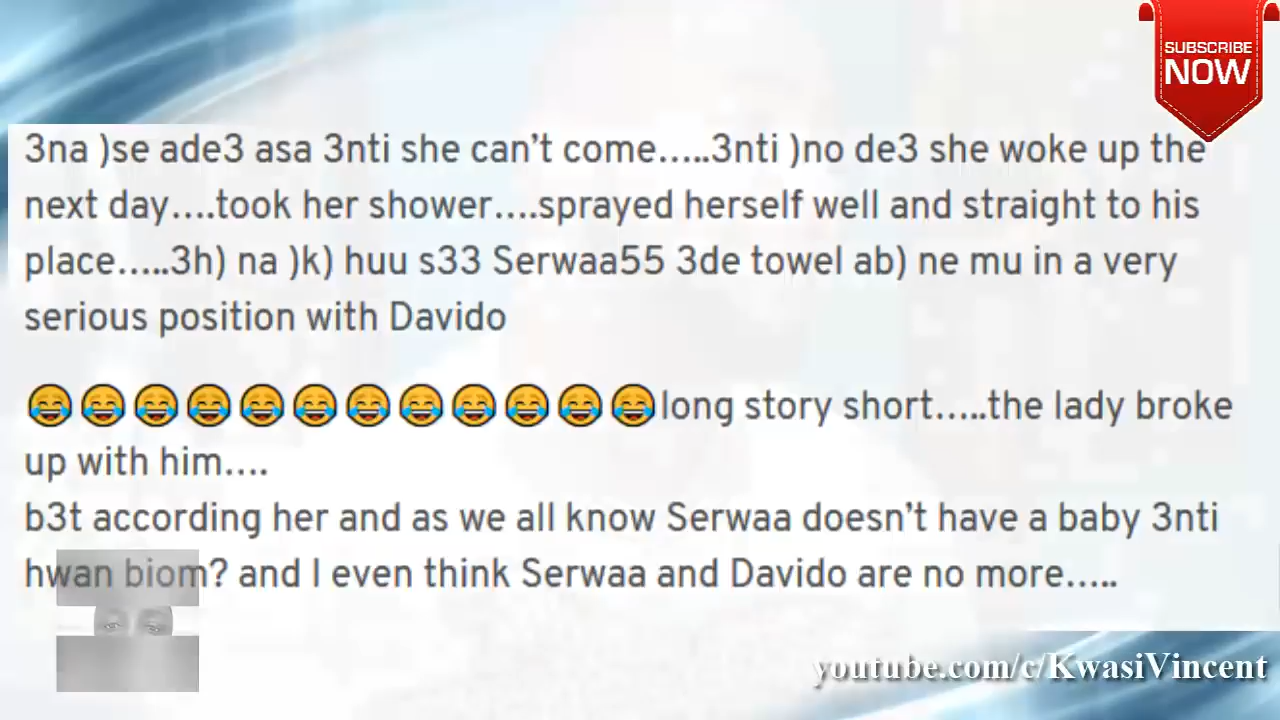 SUBSCRIBE
NOW
3na )se ade3 asa 3nti she can't come…..3nti )no de3 she woke up the
next day….took her shower….sprayed herself well and straight to his
place…..3h) na )k) huu s33 Serwaa55 3de towel ab) ne mu in a very
serious position with Davido
😂😂😂😂😂😂😂😂😂😂😂😂long story short…..the lady broke
up with him….
b3t according her and as we all know Serwaa doesn't have a baby 3nti
hwan biom? and I even think Serwaa and Davido are no more…..
youtube.com/c/KwasiVincent